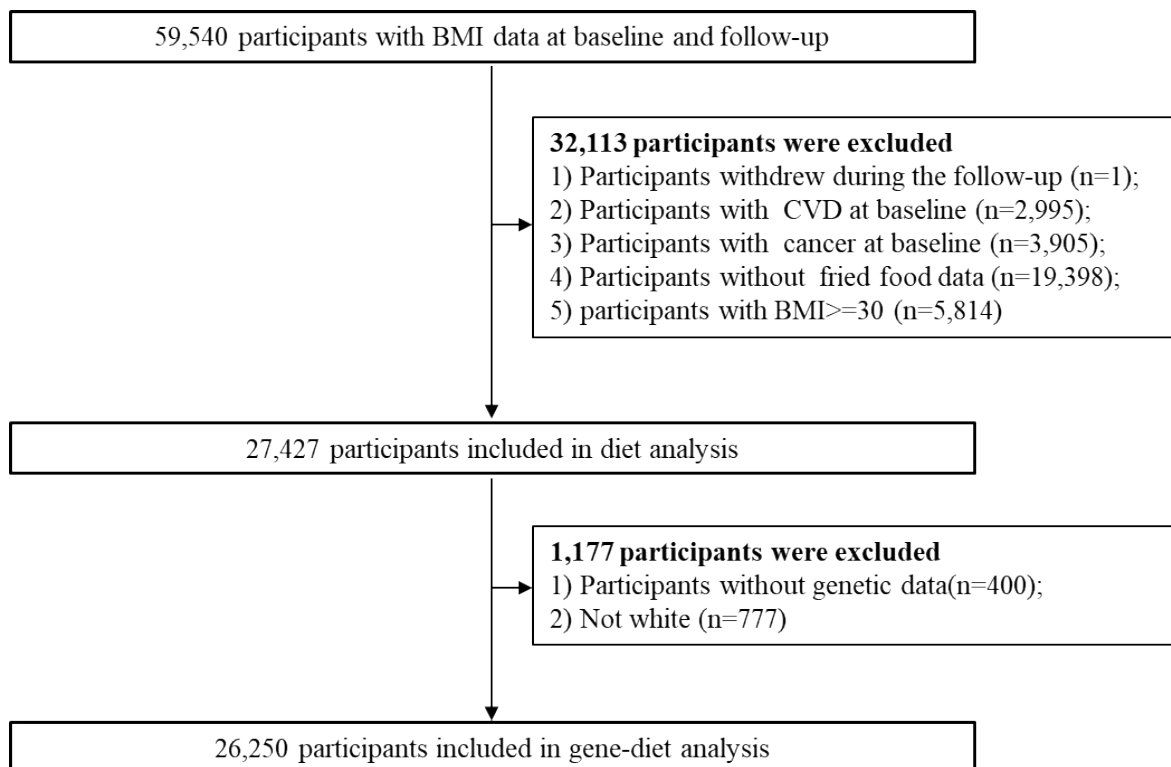 59,540 participants with BMI data at baseline and follow-up
32,113 participants were excluded
1) Participants withdrew during the follow-up (n=1);
2) Participants with CVD at baseline (n=2,995);
3) Participants with cancer at baseline (n=3,905);
4) Participants without fried food data (n=19,398);
5) participants with BMI>=30 (n=5,814)
27,427 participants included in diet analysis
1,177 participants were excluded
1) Participants without genetic data(n=400);
2) Not white (n=777)
26,250 participants included in gene-diet analysis